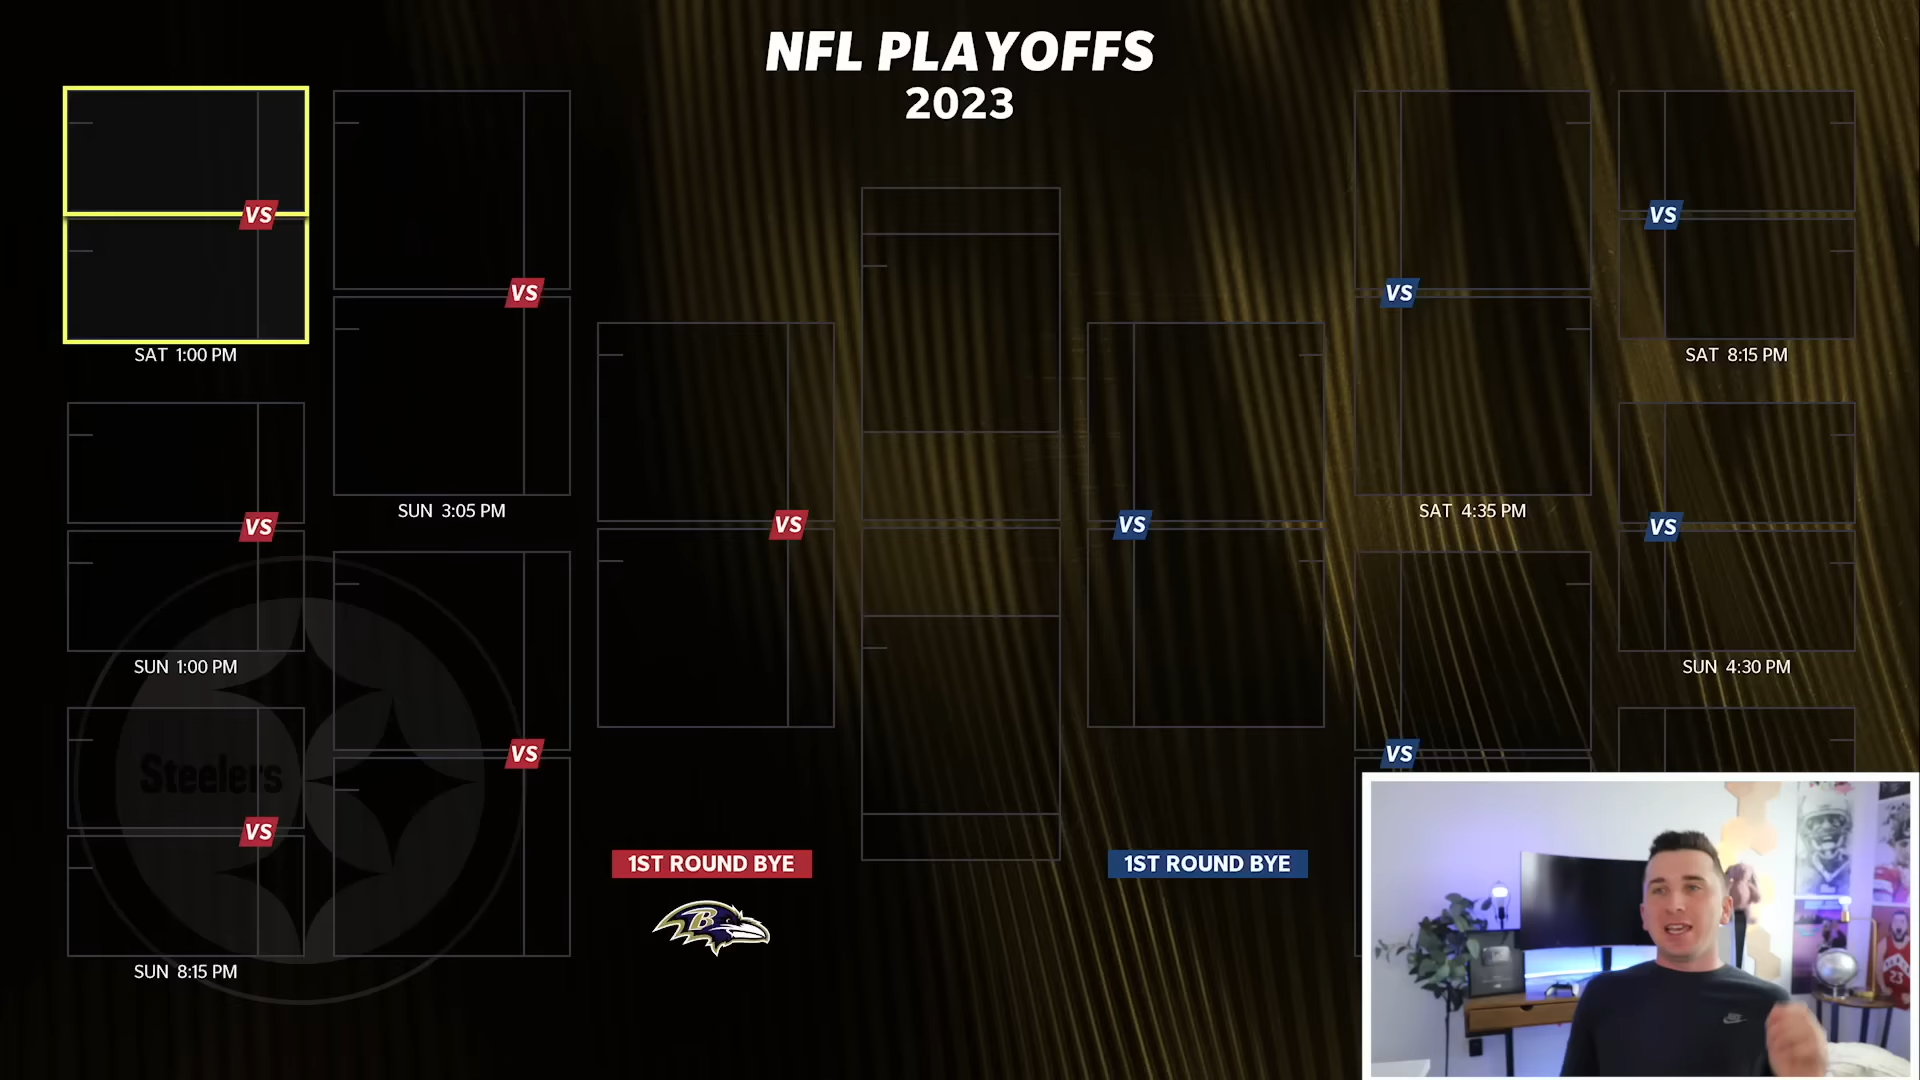 NFL PLAYOFFS
2023
VS
SAT 1:00 PM
VS
SUN 1:00 PM
Steelers
VS
SUN 8:15 PM
VS
SUN 3:05 PM
VS
VS
1ST ROUND BYE
B
VS
1ST ROUND BYE
VS
SAT 4:35 PM
VS
VS
SAT 8:15 PM
VS
SUN 4:30 PM
23